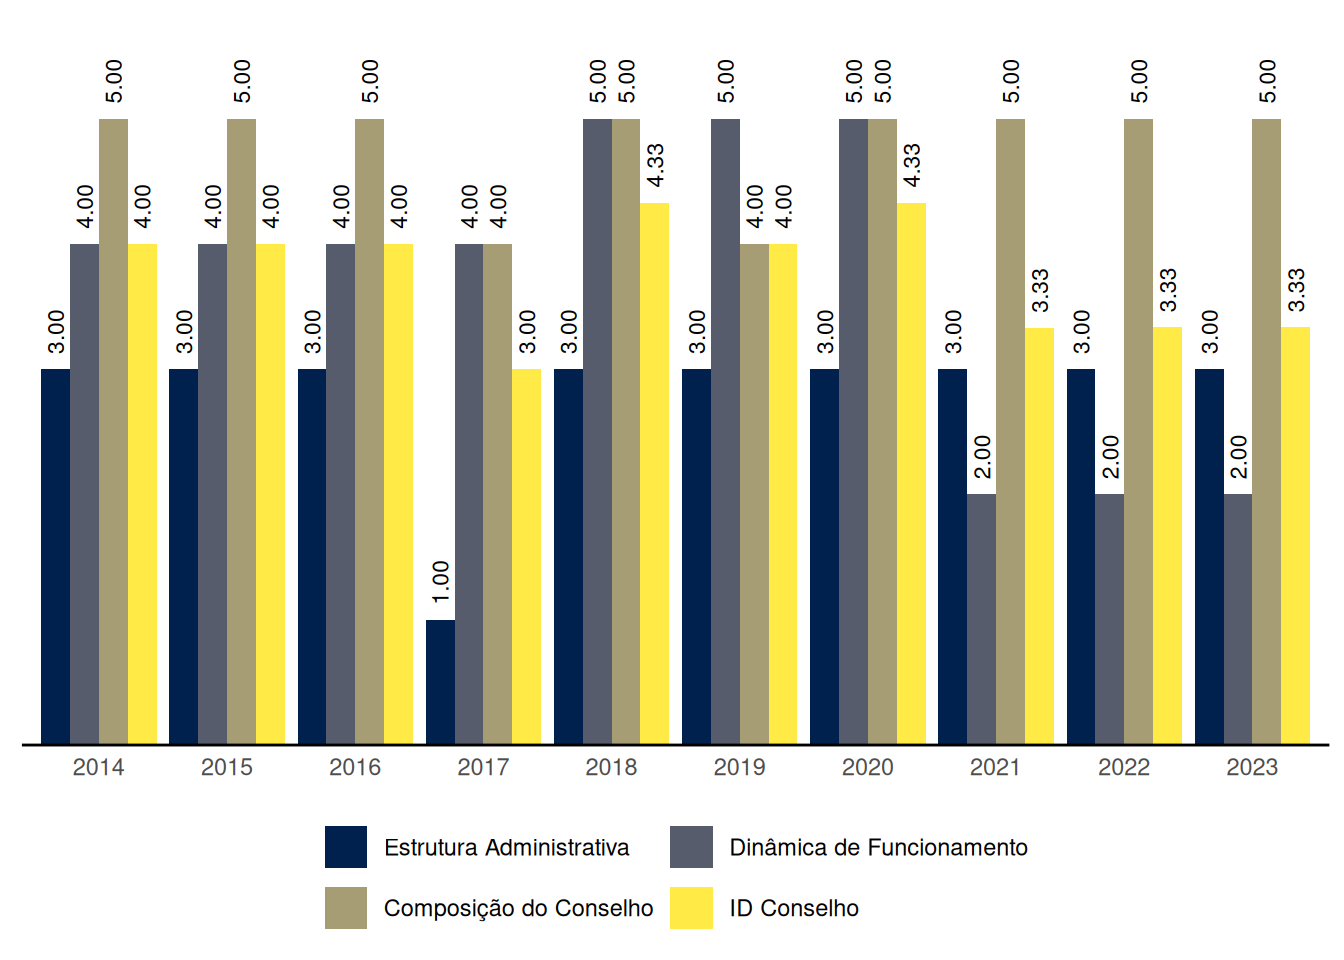 3.00 4.00 5.00 4.00
3.00 4.00 5.00 4.00
3.00 4.00 5.00 4.00
1.00 4.00 4.00 3.00
3.00 5.00 5.00 4.33
3.00 5.00 4.00 4.00
3.00 5.00 5.00 4.33
3.00 2.00 5.00 3.33
3.00 2.00 5.00 3.33
3.00 2.00 5.00 3.33
2014 2015 2016 2017 2018 2019 2020 2021 2022 2023
Estrutura Administrativa Dinâmica de Funcionamento
Composição do Conselho ID Conselho